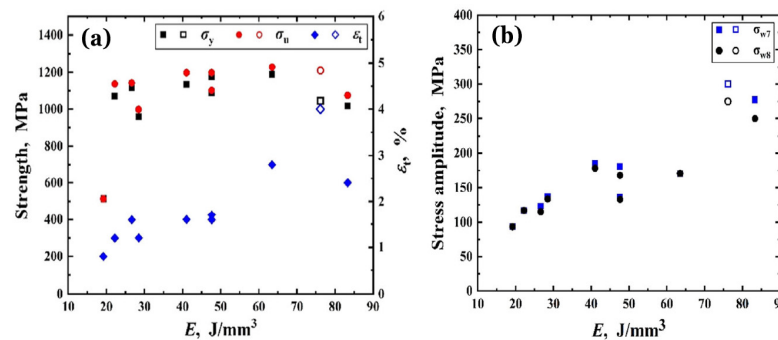 (a)
σy σu εt
1400
1200
1000
800
600
400
200
0
6
5
4
3
2
1
0
Strength, MPa
εt, %
10 20 30 40 50 60 70 80 90
E, J/mm³
(b)
σw7
σw8
400
350
300
250
200
150
100
50
0
Stress amplitude, MPa
10 20 30 40 50 60 70 80 90
E, J/mm³